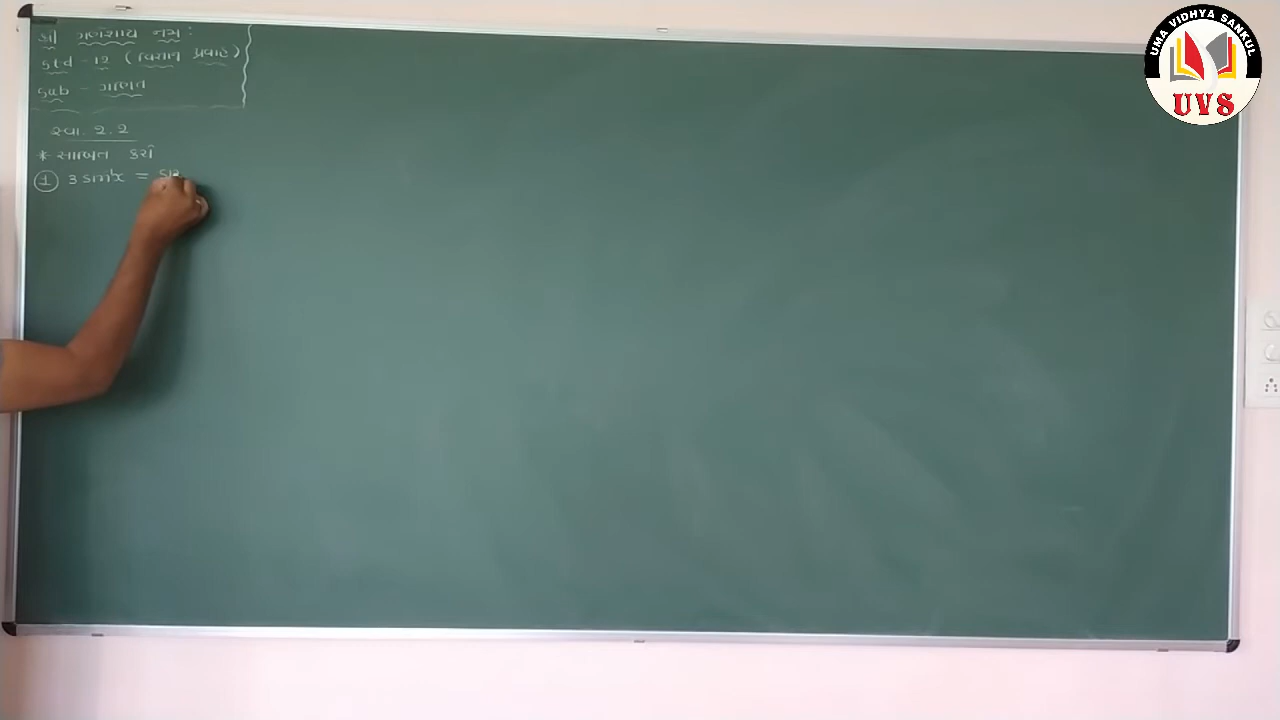 શ્રી ગણેશાય નમ:
Std - 12 (વિજ્ઞાન પ્રવાહ)
Sub - ગણિત
સ્વા. 2.2
* સાબિત કરો
① 3 sin⁻¹x = sin
UMA VIDHYA SANKUL
UVS